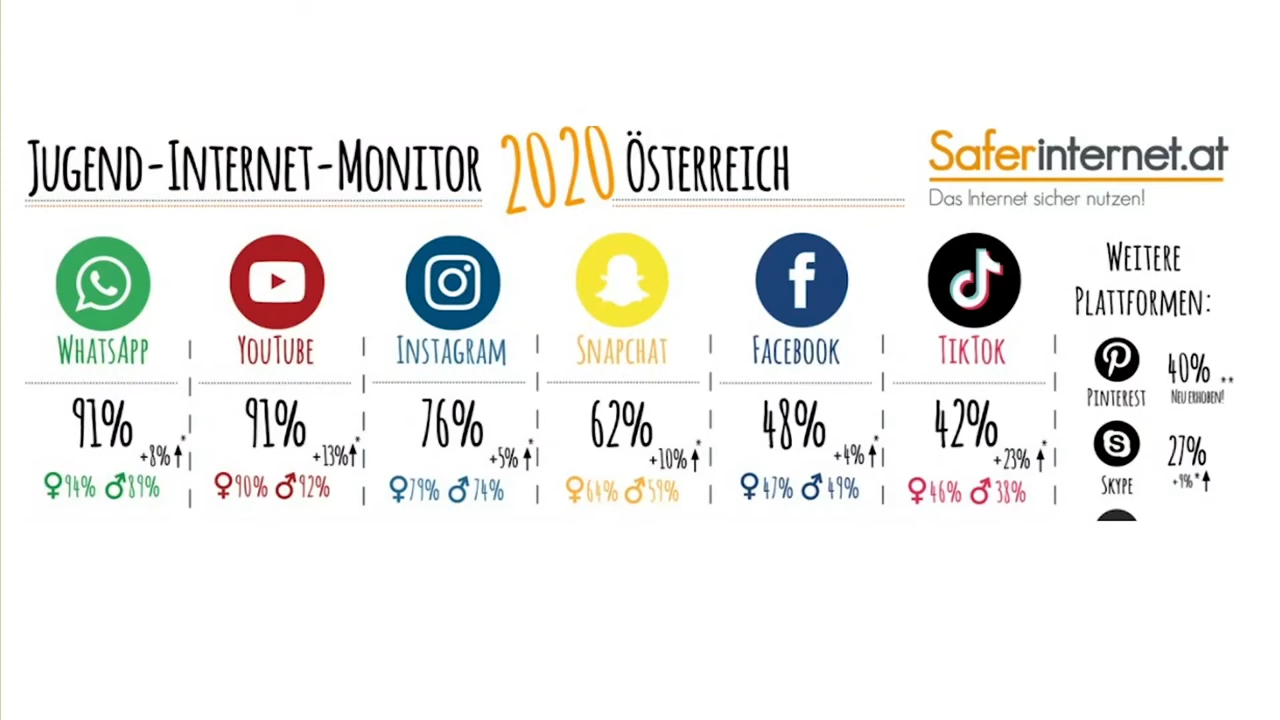 JUGEND-INTERNET-MONITOR 2020 ÖSTERREICH
Saferinternet.at
Das Internet sicher nutzen!
WHATSAPP
91%
+8%*
♀94% ♂89%
YOUTUBE
91%
+13%*
♀90% ♂92%
INSTAGRAM
76%
+5%*
♀79% ♂74%
SNAPCHAT
62%
+10%*
♀64% ♂59%
FACEBOOK
48%
+4%*
♀47% ♂49%
TIKTOK
42%
+23%*
♀46% ♂38%
WEITERE
PLATTFORMEN:
PINTEREST
40%**
NEU ERHOBEN!
SKYPE
27%
+9%*